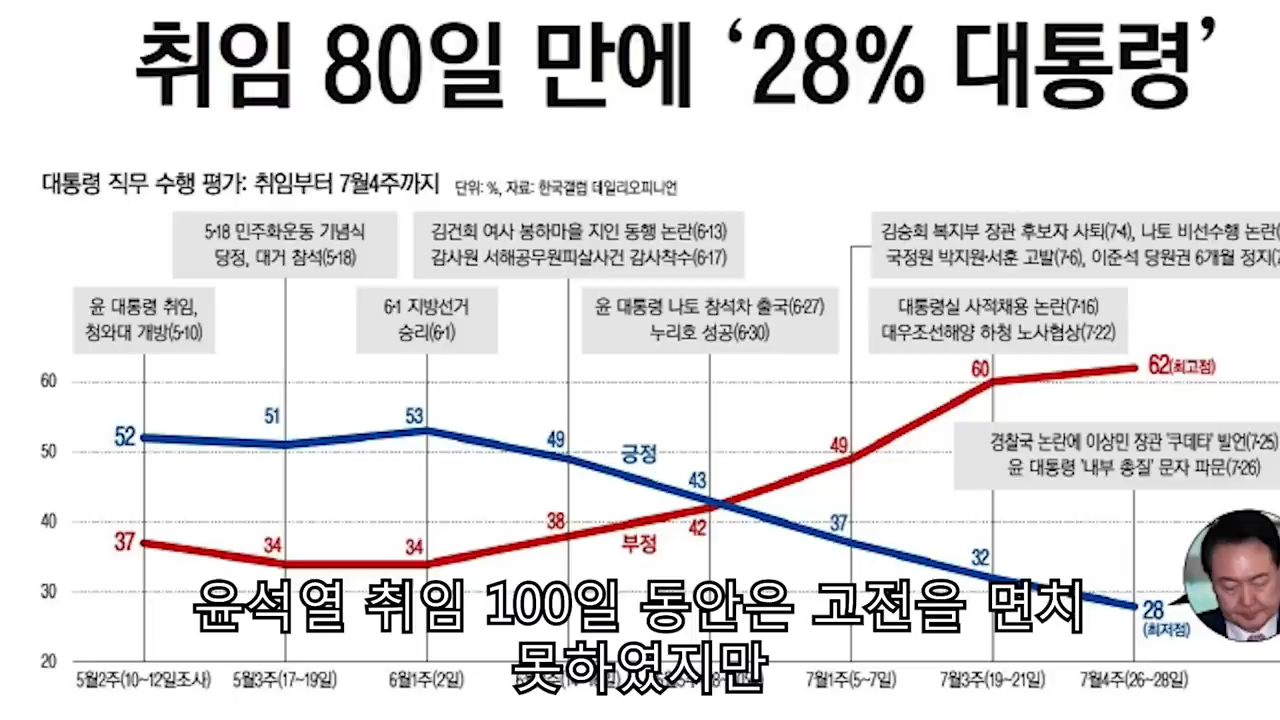 취임 80일 만에 ‘28% 대통령’
대통령 직무 수행 평가: 취임부터 7월4주까지 단위: %, 자료: 한국갤럽 데일리오피니언
5·18 민주화운동 기념식
당정, 대거 참석(5·18)
김건희 여사 봉하마을 지인 동행 논란(6·13)
감사원 서해공무원피살사건 감사착수(6·17)
김승희 복지부 장관 후보자 사퇴(7·4), 나토 비선수행 논란
국정원 박지원·서훈 고발(7·6), 이준석 당원권 6개월 정지
윤 대통령 취임,
청와대 개방(5·10)
6·1 지방선거
승리(6·1)
윤 대통령 나토 참석차 출국(6·27)
누리호 성공(6·30)
대통령실 사적채용 논란(7·16)
대우조선해양 하청 노사협상(7·22)
경찰국 논란에 이상민 장관 '쿠데타' 발언(7·25)
윤 대통령 '내부 총질' 문자 파문(7·26)
60
50
40
30
20
52
51
53
49
43
37
32
28
(최저점)
긍정
37
34
34
38
42
49
60
62(최고점)
부정
5월2주(10~12일조사)
5월3주(17~19일)
6월1주(2일)
7월1주(5~7일)
7월3주(19~21일)
7월4주(26~28일)
윤석열 취임 100일 동안은 고전을 면치
못하였지만